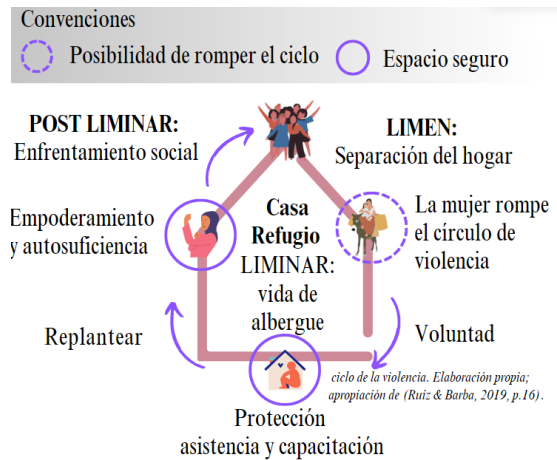 Convenciones
Posibilidad de romper el ciclo
Espacio seguro
POST LIMINAR:
Enfrentamiento social
LIMEN:
Separación del hogar
Empoderamiento
y autosuficiencia
Casa
Refugio
LIMINAR:
vida de
albergue
La mujer rompe
el círculo de
violencia
Replantear
Voluntad
ciclo de la violencia. Elaboración propia;
apropiación de (Ruiz & Barba, 2019, p.16).
Protección
asistencia y capacitación